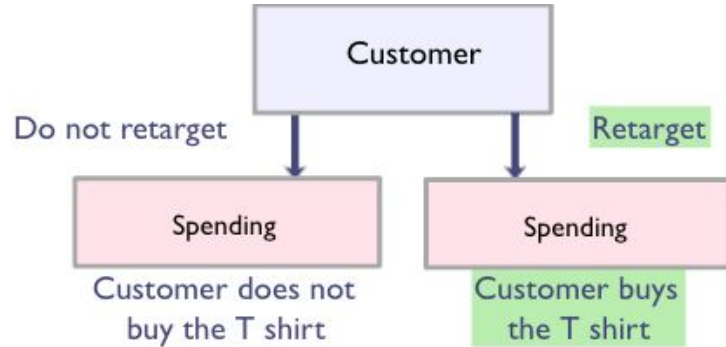 Customer
Do not retarget
Retarget
Spending
Spending
Customer does not
buy the T shirt
Customer buys
the T shirt